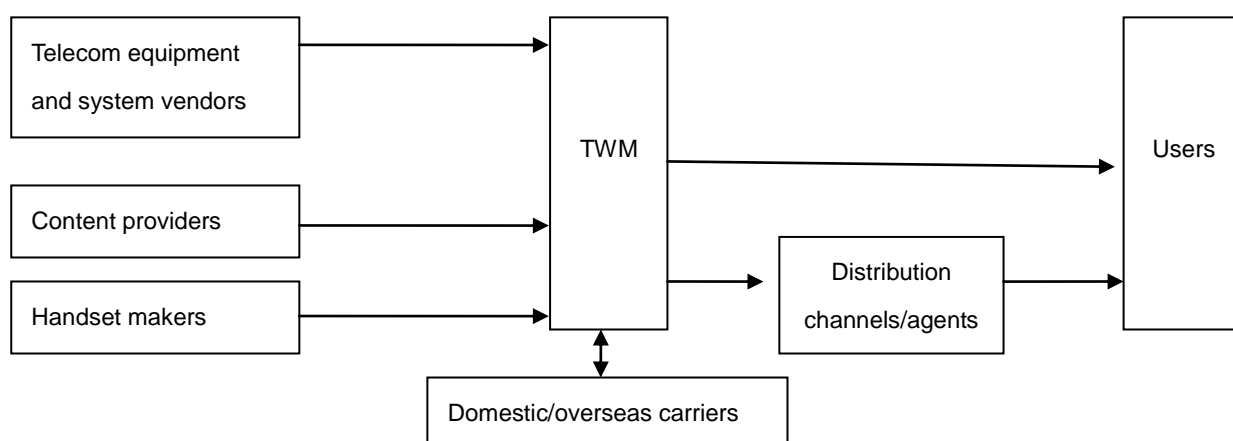 Telecom equipment
and system vendors
TWM
Users
Content providers
Distribution
channels/agents
Handset makers
Domestic/overseas carriers